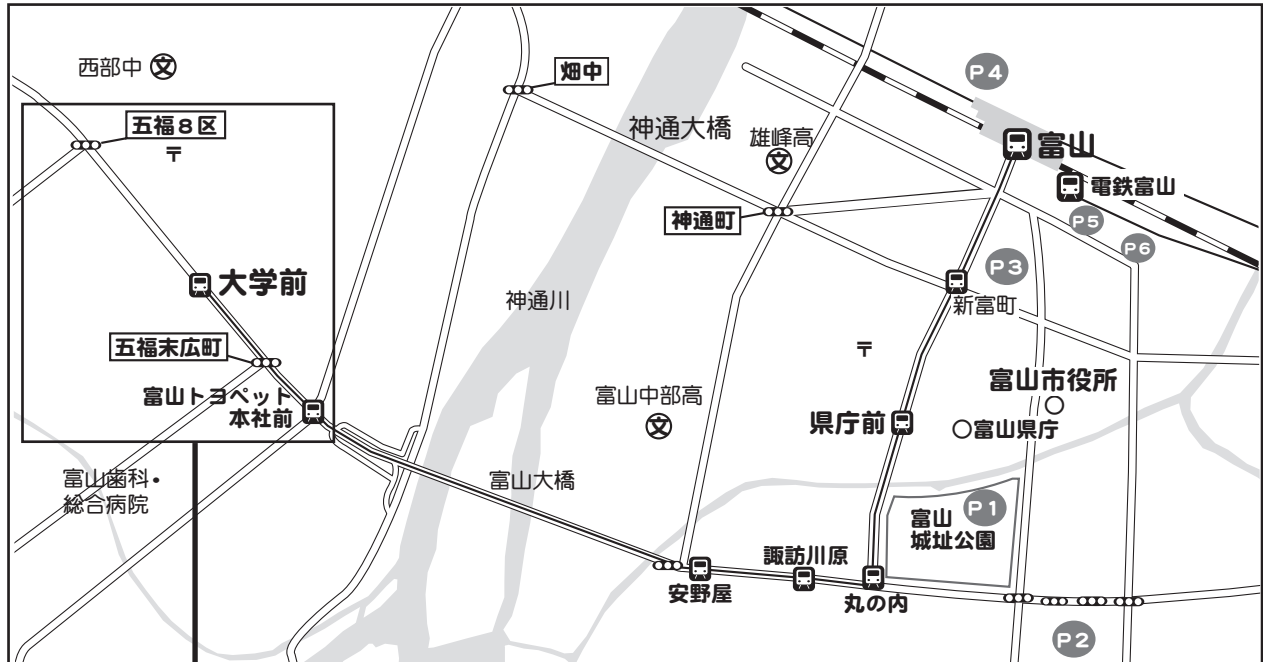 西部中 文
畑中
P4
五福8区
〒
神通大橋
雄峰高
文
富山
電鉄富山
神通町
P5
P6
大学前
P3
神通川
新富町
五福末広町
〒
富山トヨペット
本社前
富山中部高
文
富山市役所
県庁前
富山県庁
富山歯科・
総合病院
富山大橋
富山
城址公園
P1
諏訪川原
安野屋
丸の内
P2